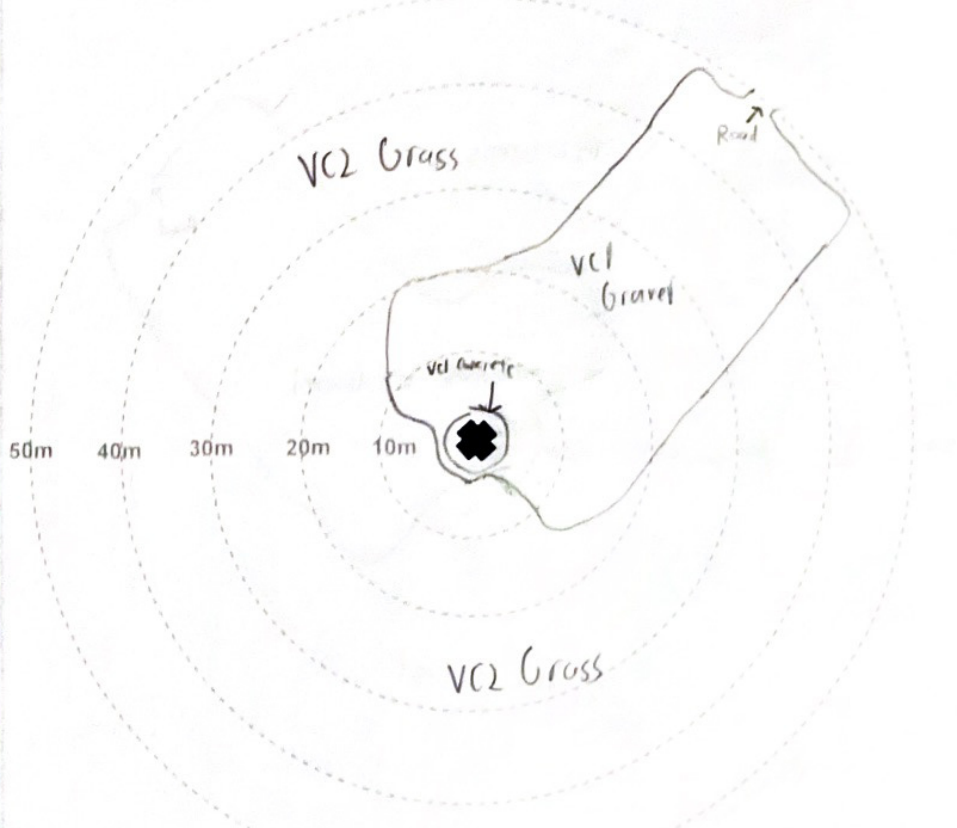 VC2 Grass
Road
VC1
Gravel
VC1 Concrete
50m 40m 30m 20m 10m
VC2 Grass